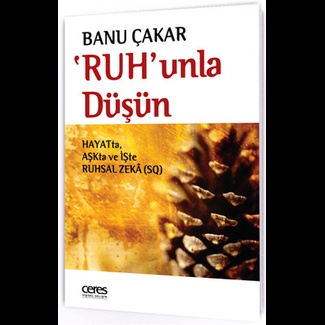 BANU ÇAKAR
‘RUH’unla
Düşün
HAYATta,
AŞKta ve İŞte
RUHSAL ZEKÂ (SQ)
ceres